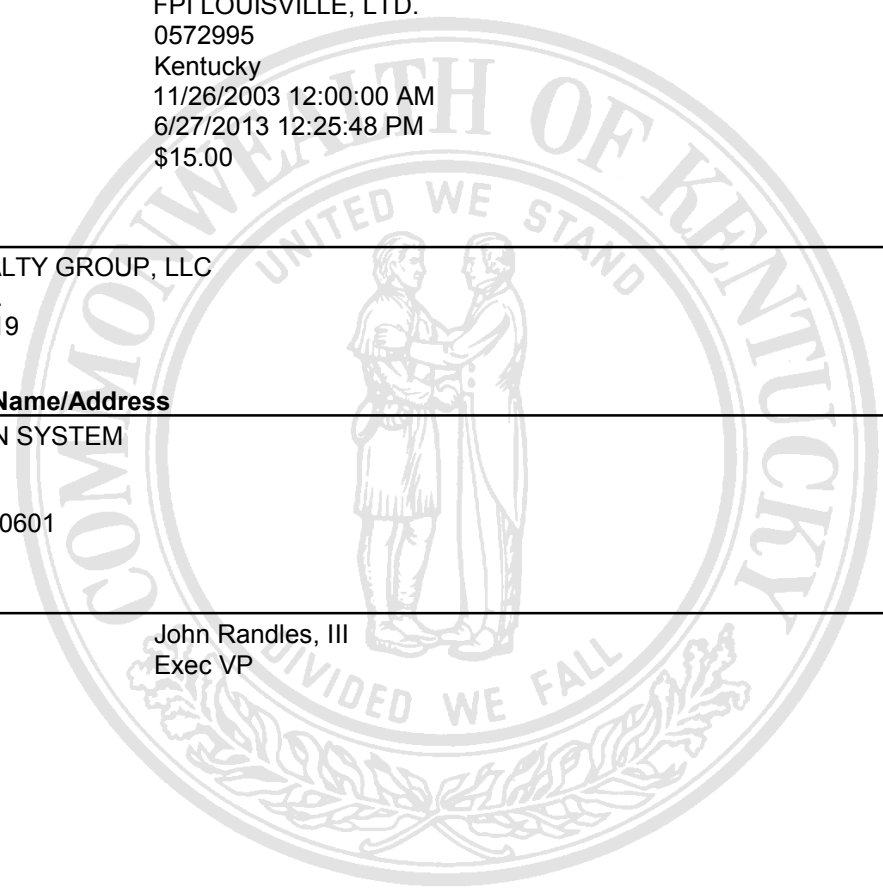 FPI LOUISVILLE, LTD.
0572995
Kentucky
11/26/2003 12:00:00 AM
6/27/2013 12:25:48 PM
$15.00
COMMONWEALTH OF KENTUCKY
UNITED WE STAND
ALTY GROUP, LLC
19
Name/Address
N SYSTEM
0601
John Randles, III
Exec VP
DIVIDED WE FALL